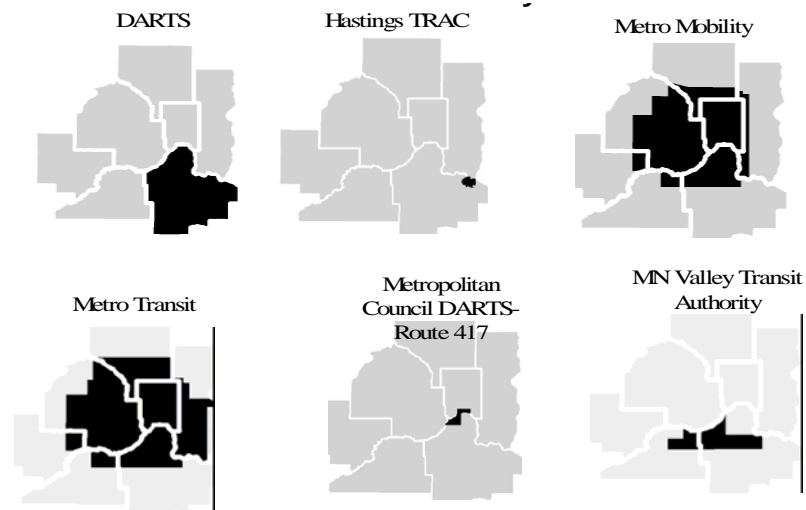 DARTS
Hastings TRAC
Metro Mobility
Metro Transit
Metropolitan
Council DARTS-
Route 417
MN Valley Transit
Authority